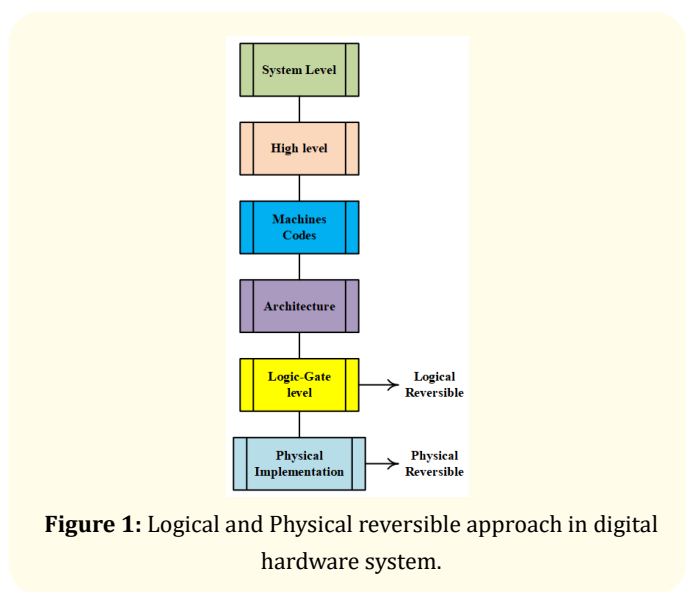 System Level
High level
Machines
Codes
Architecture
Logic-Gate
level
Logical
Reversible
Physical
Implementation
Physical
Reversible
Figure 1: Logical and Physical reversible approach in digital
hardware system.